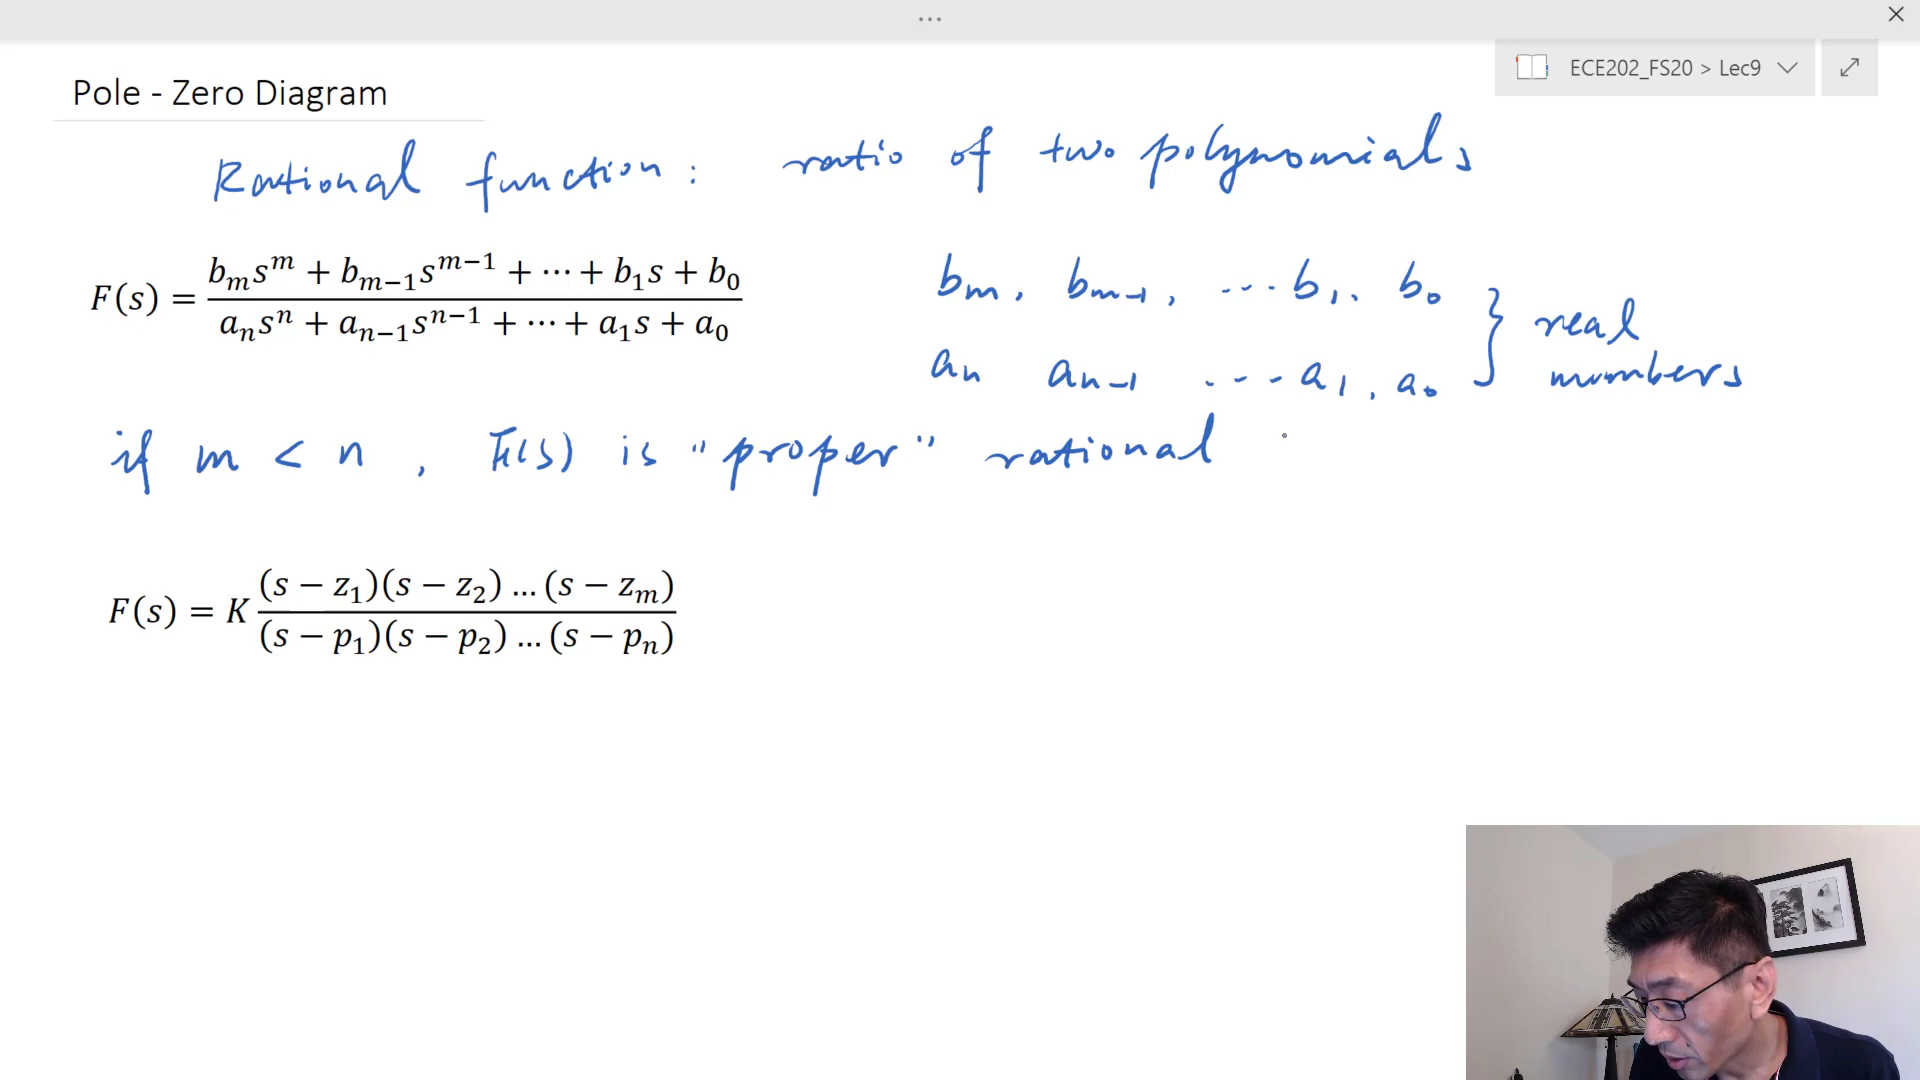 ...
ECE202_FS20 > Lec9
Pole - Zero Diagram
Rational function : ratio of two polynomials
F(s) = \frac{b_m s^m + b_{m-1} s^{m-1} + ⋯ + b_1 s + b_0}{a_n s^n + a_{n-1} s^{n-1} + ⋯ + a_1 s + a_0}
b_m, b_{m-1}, ... b_1, b_0
a_n a_{n-1} ... a_1, a_0 } real numbers
if m < n , F(s) is "proper" rational
F(s) = K \frac{(s − z_1)(s − z_2) … (s − z_m)}{(s − p_1)(s − p_2) … (s − p_n)}